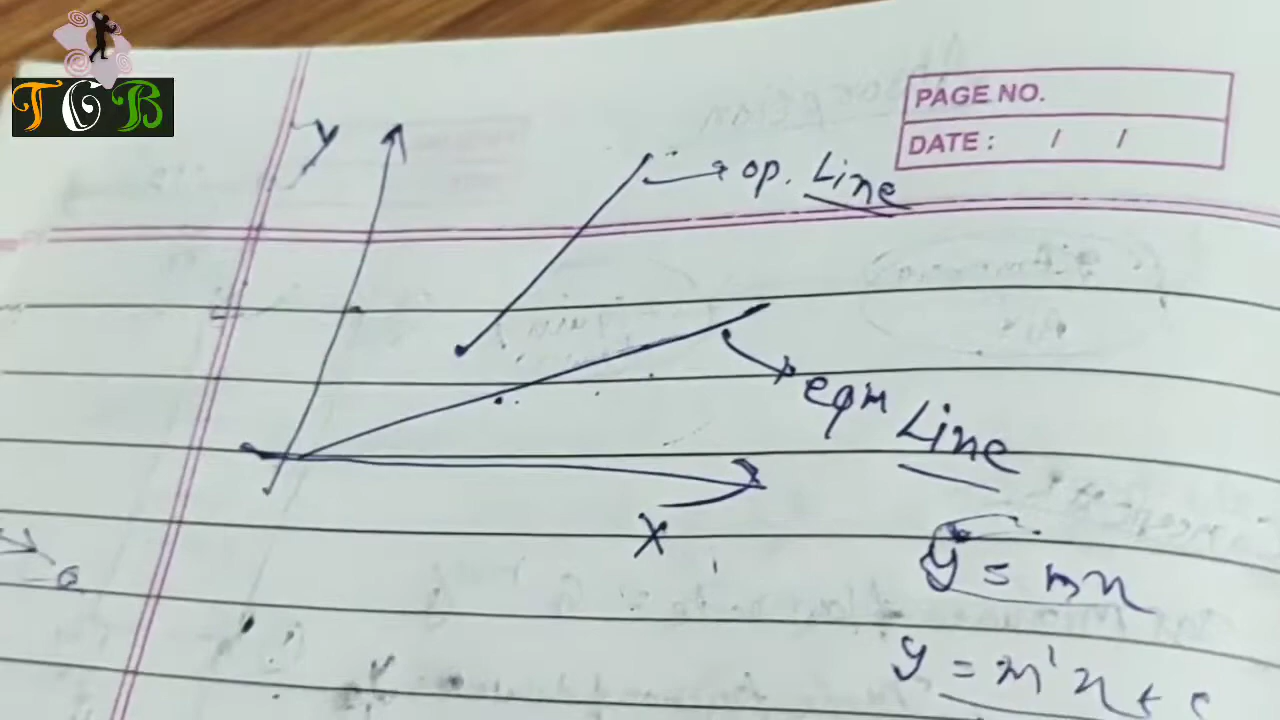 TGB
PAGE NO.
DATE: / /
y
op. Line
eqm Line
X
y = mx
y = m'x + c